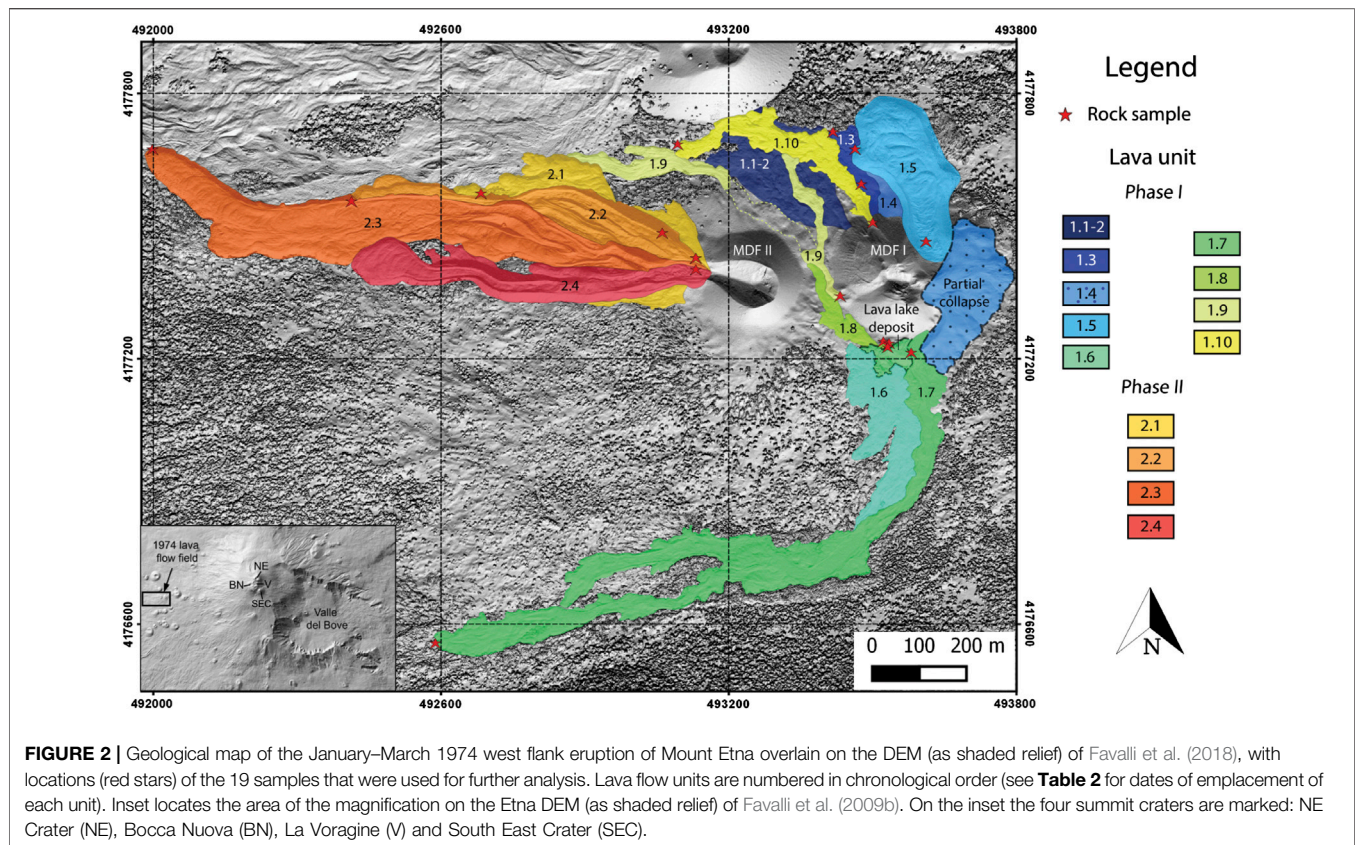 492000 492600 493200 493800
4177800
4177800
4177200
4177200
4176600
4176600
492000 492600 493200 493800
1.10
1.3
1.9
1.1-2
1.5
2.1
1.4
2.3
2.2
MDF II
MDF I
1.9
2.4
Partial
collapse
Lava lake
deposit
1.8
1.6
1.7
1974 lava
flow field
NE
BN
V
SEC
Valle
del Bove
0 100 200 m
Legend
Rock sample
Lava unit
Phase I
1.1-2
1.3
1.4
1.5
1.6
1.7
1.8
1.9
1.10
Phase II
2.1
2.2
2.3
2.4
N
FIGURE 2 | Geological map of the January–March 1974 west flank eruption of Mount Etna overlain on the DEM (as shaded relief) of Favalli et al. (2018), with
locations (red stars) of the 19 samples that were used for further analysis. Lava flow units are numbered in chronological order (see Table 2 for dates of emplacement of
each unit). Inset locates the area of the magnification on the Etna DEM (as shaded relief) of Favalli et al. (2009b). On the inset the four summit craters are marked: NE
Crater (NE), Bocca Nuova (BN), La Voragine (V) and South East Crater (SEC).